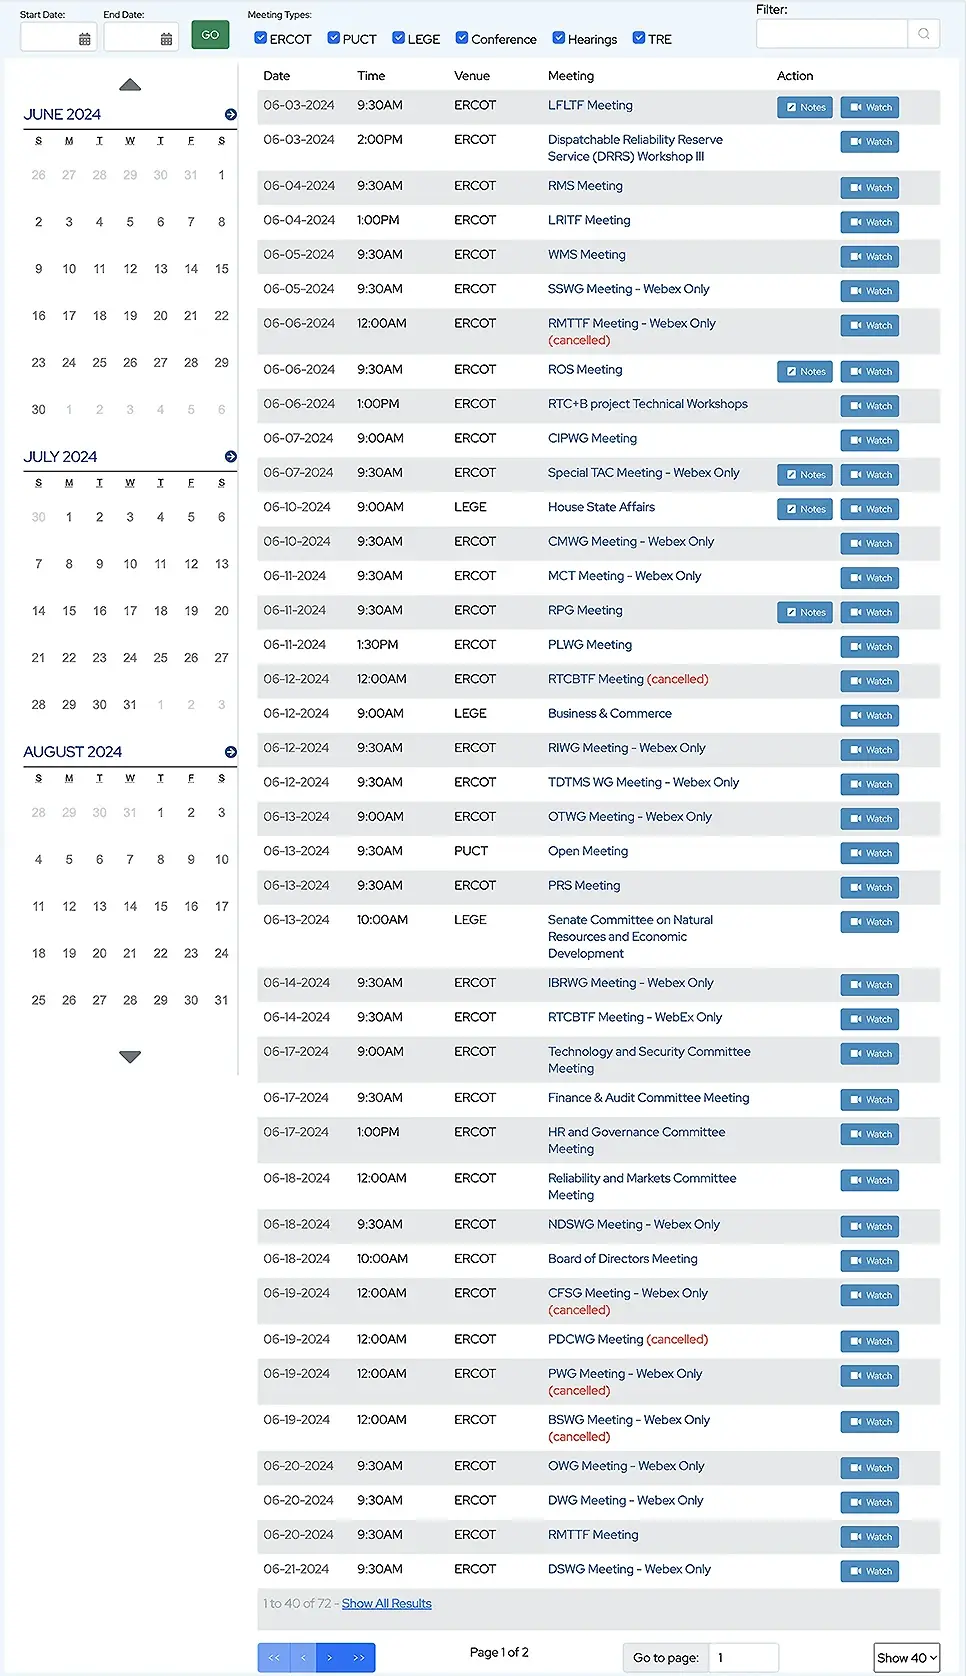 Start Date: End Date: Meeting Types: Filter:
GO ERCOT PUCT LEGE Conference Hearings TRE
JUNE 2024
S M T W T F S
26 27 28 29 30 31 1
2 3 4 5 6 7 8
9 10 11 12 13 14 15
16 17 18 19 20 21 22
23 24 25 26 27 28 29
30 1 2 3 4 5 6
JULY 2024
S M T W T F S
30 1 2 3 4 5 6
7 8 9 10 11 12 13
14 15 16 17 18 19 20
21 22 23 24 25 26 27
28 29 30 31 1 2 3
AUGUST 2024
S M T W T F S
28 29 30 31 1 2 3
4 5 6 7 8 9 10
11 12 13 14 15 16 17
18 19 20 21 22 23 24
25 26 27 28 29 30 31
Date Time Venue Meeting Action
06-03-2024 9:30AM ERCOT LFLTF Meeting Notes Watch
06-03-2024 2:00PM ERCOT Dispatchable Reliability Reserve Watch
Service (DRRS) Workshop III
06-04-2024 9:30AM ERCOT RMS Meeting Watch
06-04-2024 1:00PM ERCOT LRITF Meeting Watch
06-05-2024 9:30AM ERCOT WMS Meeting Watch
06-05-2024 9:30AM ERCOT SSWG Meeting - Webex Only Watch
06-06-2024 12:00AM ERCOT RMTTF Meeting - Webex Only Watch
(cancelled)
06-06-2024 9:30AM ERCOT ROS Meeting Notes Watch
06-06-2024 1:00PM ERCOT RTC+B project Technical Workshops Watch
06-07-2024 9:00AM ERCOT CIPWG Meeting Watch
06-07-2024 9:30AM ERCOT Special TAC Meeting - Webex Only Notes Watch
06-10-2024 9:00AM LEGE House State Affairs Notes Watch
06-10-2024 9:30AM ERCOT CMWG Meeting - Webex Only Watch
06-11-2024 9:30AM ERCOT MCT Meeting - Webex Only Watch
06-11-2024 9:30AM ERCOT RPG Meeting Notes Watch
06-11-2024 1:30PM ERCOT PLWG Meeting Watch
06-12-2024 12:00AM ERCOT RTCBTF Meeting (cancelled) Watch
06-12-2024 9:00AM LEGE Business & Commerce Watch
06-12-2024 9:30AM ERCOT RIWG Meeting - Webex Only Watch
06-12-2024 9:30AM ERCOT TDTMS WG Meeting - Webex Only Watch
06-13-2024 9:00AM ERCOT OTWG Meeting - Webex Only Watch
06-13-2024 9:30AM PUCT Open Meeting Watch
06-13-2024 9:30AM ERCOT PRS Meeting Watch
06-13-2024 10:00AM LEGE Senate Committee on Natural Watch
Resources and Economic
Development
06-14-2024 9:30AM ERCOT IBRWG Meeting - Webex Only Watch
06-14-2024 9:30AM ERCOT RTCBTF Meeting - WebEx Only Watch
06-17-2024 9:00AM ERCOT Technology and Security Committee Watch
Meeting
06-17-2024 9:30AM ERCOT Finance & Audit Committee Meeting Watch
06-17-2024 1:00PM ERCOT HR and Governance Committee Watch
Meeting
06-18-2024 12:00AM ERCOT Reliability and Markets Committee Watch
Meeting
06-18-2024 9:30AM ERCOT NDSWG Meeting - Webex Only Watch
06-18-2024 10:00AM ERCOT Board of Directors Meeting Watch
06-19-2024 12:00AM ERCOT CFSG Meeting - Webex Only Watch
(cancelled)
06-19-2024 12:00AM ERCOT PDCWG Meeting (cancelled) Watch
06-19-2024 12:00AM ERCOT PWG Meeting - Webex Only Watch
(cancelled)
06-19-2024 12:00AM ERCOT BSWG Meeting - Webex Only Watch
(cancelled)
06-20-2024 9:30AM ERCOT OWG Meeting - Webex Only Watch
06-20-2024 9:30AM ERCOT DWG Meeting - Webex Only Watch
06-20-2024 9:30AM ERCOT RMTTF Meeting Watch
06-21-2024 9:30AM ERCOT DSWG Meeting - Webex Only Watch
1 to 40 of 72 - Show All Results
<< < > >> Page 1 of 2 Go to page: 1 Show 40